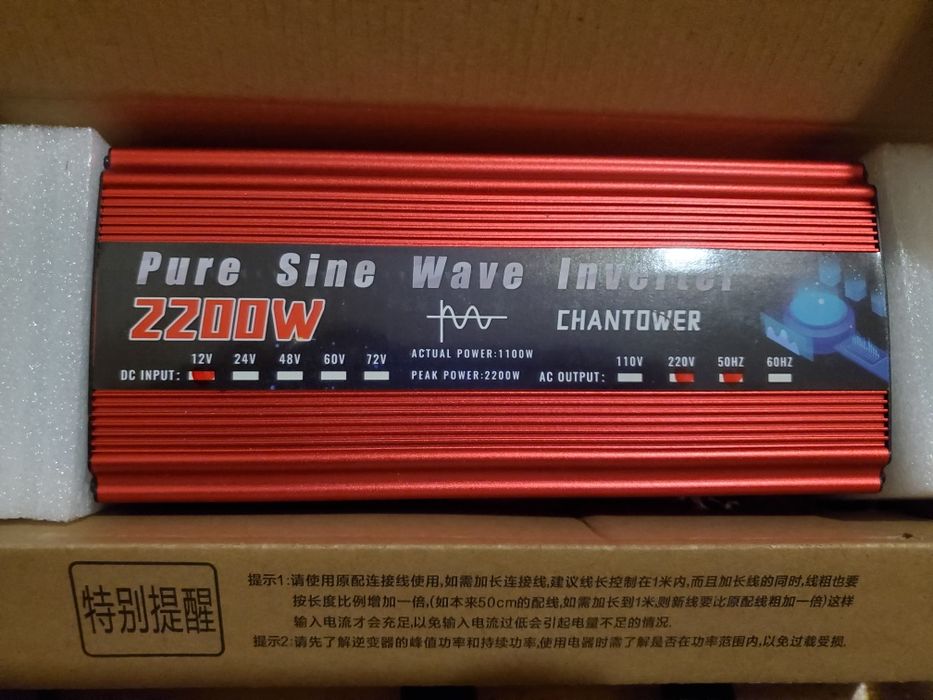 Pure Sine Wave Inverter
2200W
CHANTOWER
12V 24V 48V 60V 72V
DC INPUT:
ACTUAL POWER:1100W
PEAK POWER:2200W
110V 220V 50HZ 60HZ
AC OUTPUT:
特别提醒
提示1:请使用原配连接线使用,如需加长连接线,建议线长控制在1米内,而且加长线的同时,线粗也要
按长度比例增加一倍,(如本来50cm的配线,如需加长到1米,则新线要比原配线粗加一倍)这样
输入电流才会充足,以免输入电流过低会引起电量不足的情况.
提示2:请先了解逆变器的峰值功率和持续功率,使用电器时需了解是否在功率范围内,以免过载受损.